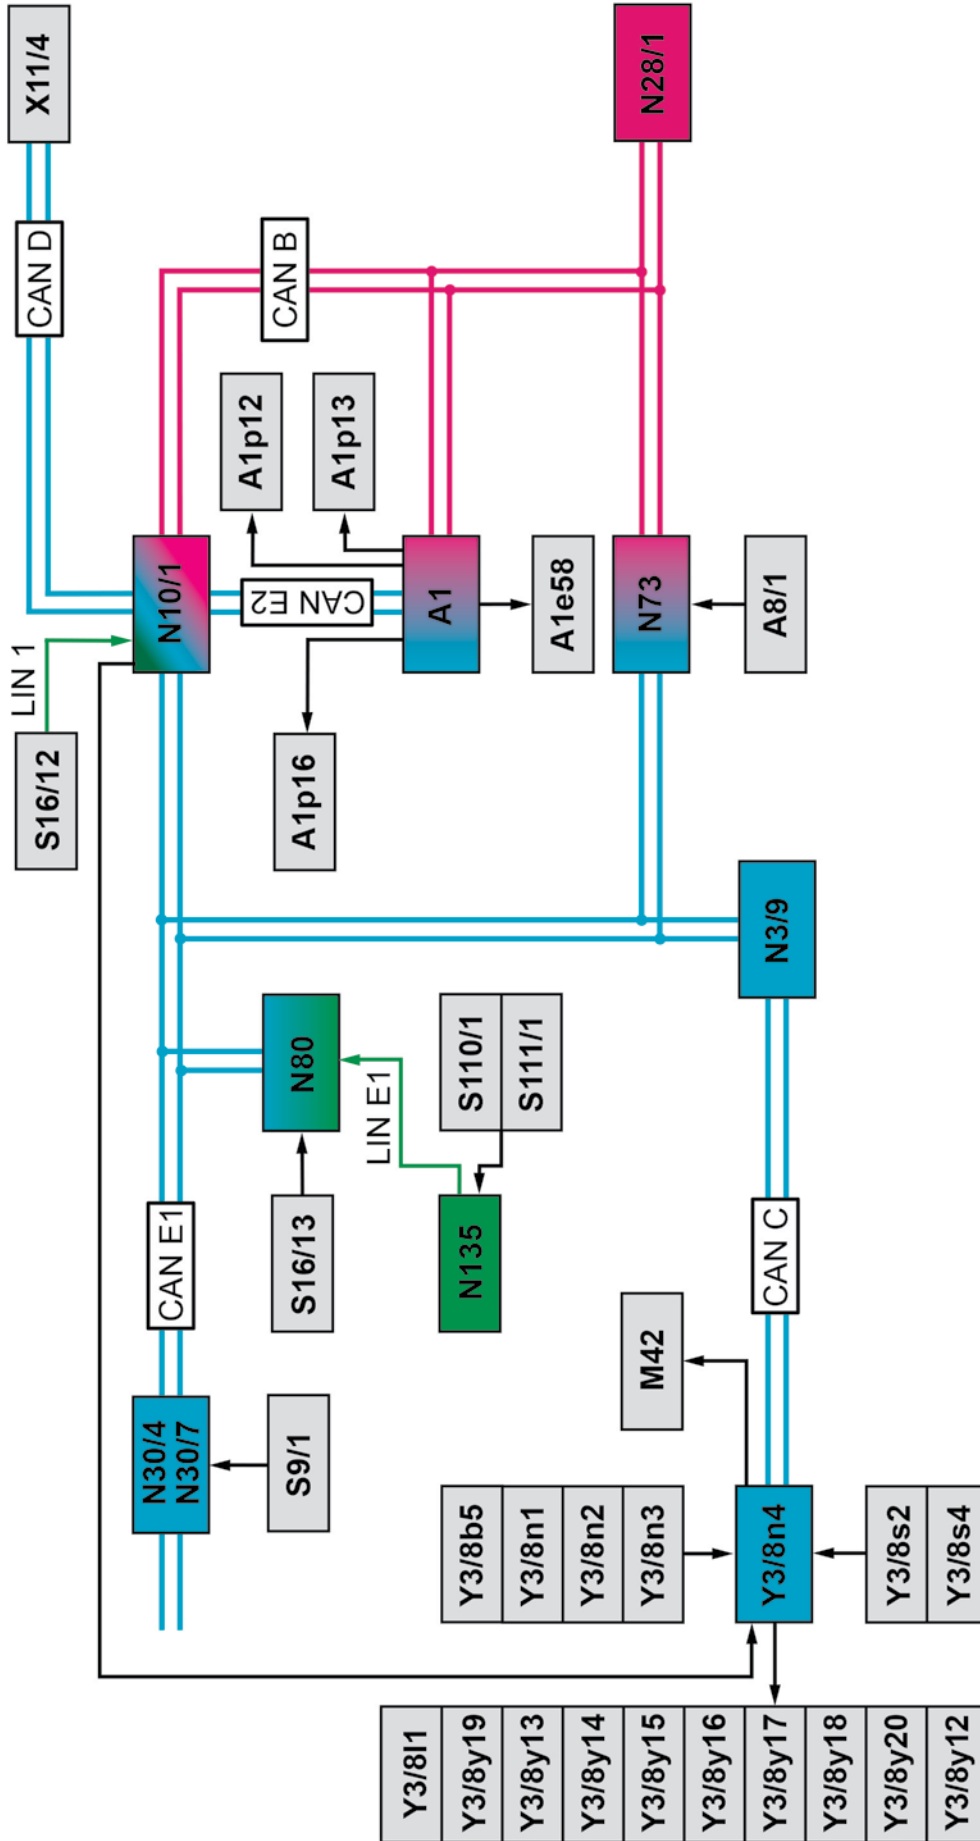 LIN 1
S16/12
CAN D
X11/4
N30/4
N30/7
CAN E1
N10/1
A1p12
CAN B
S9/1
S16/13
N80
A1p16
CAN E2
A1p13
LIN E1
Y3/8l1
A1
Y3/8y19
Y3/8b5
N135
S110/1
Y3/8y13
Y3/8n1
S111/1
A1e58
Y3/8y14
Y3/8n2
Y3/8y15
Y3/8n3
M42
N73
N28/1
Y3/8y16
Y3/8y17
Y3/8n4
CAN C
N3/9
A8/1
Y3/8y18
Y3/8y20
Y3/8s2
Y3/8y12
Y3/8s4